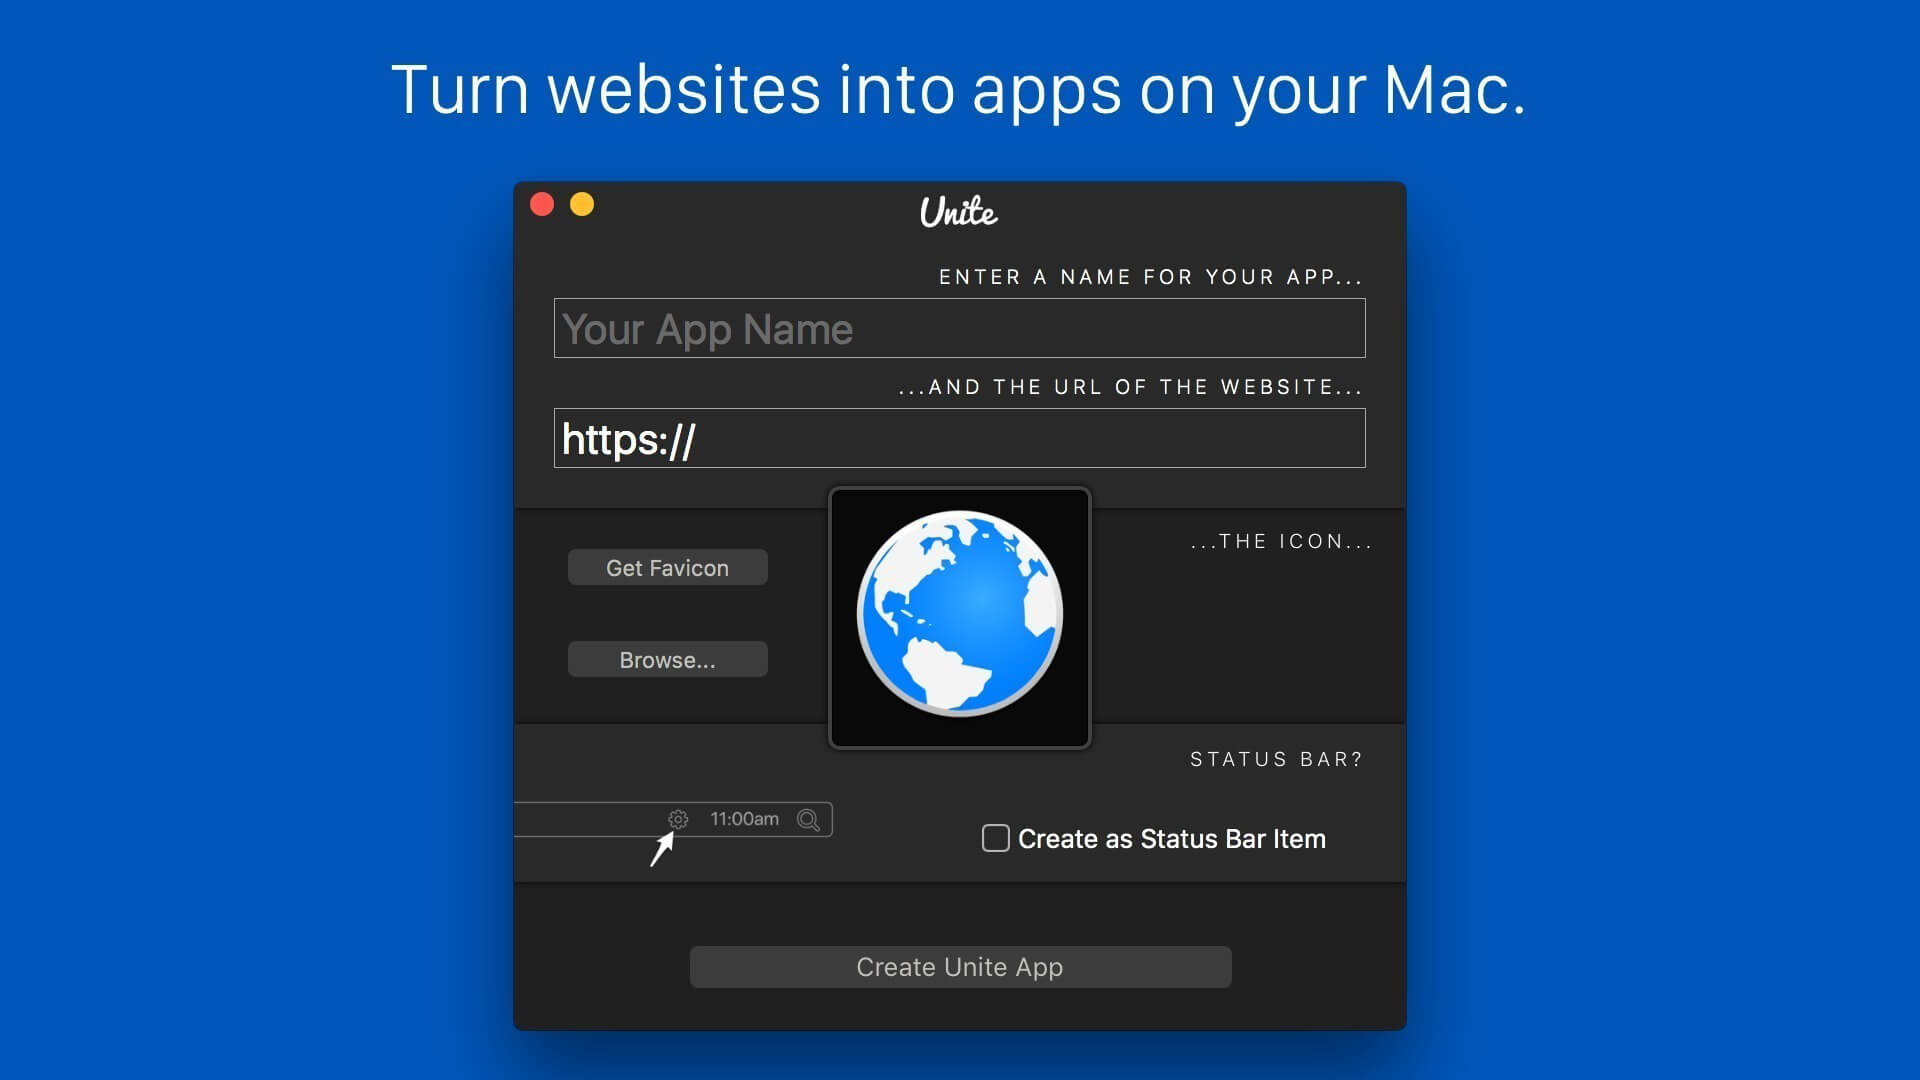 Turn websites into apps on your Mac.
Unite
ENTER A NAME FOR YOUR APP...
Your App Name
...AND THE URL OF THE WEBSITE...
https://
...THE ICON...
Get Favicon
Browse...
STATUS BAR?
11:00am
Create as Status Bar Item
Create Unite App